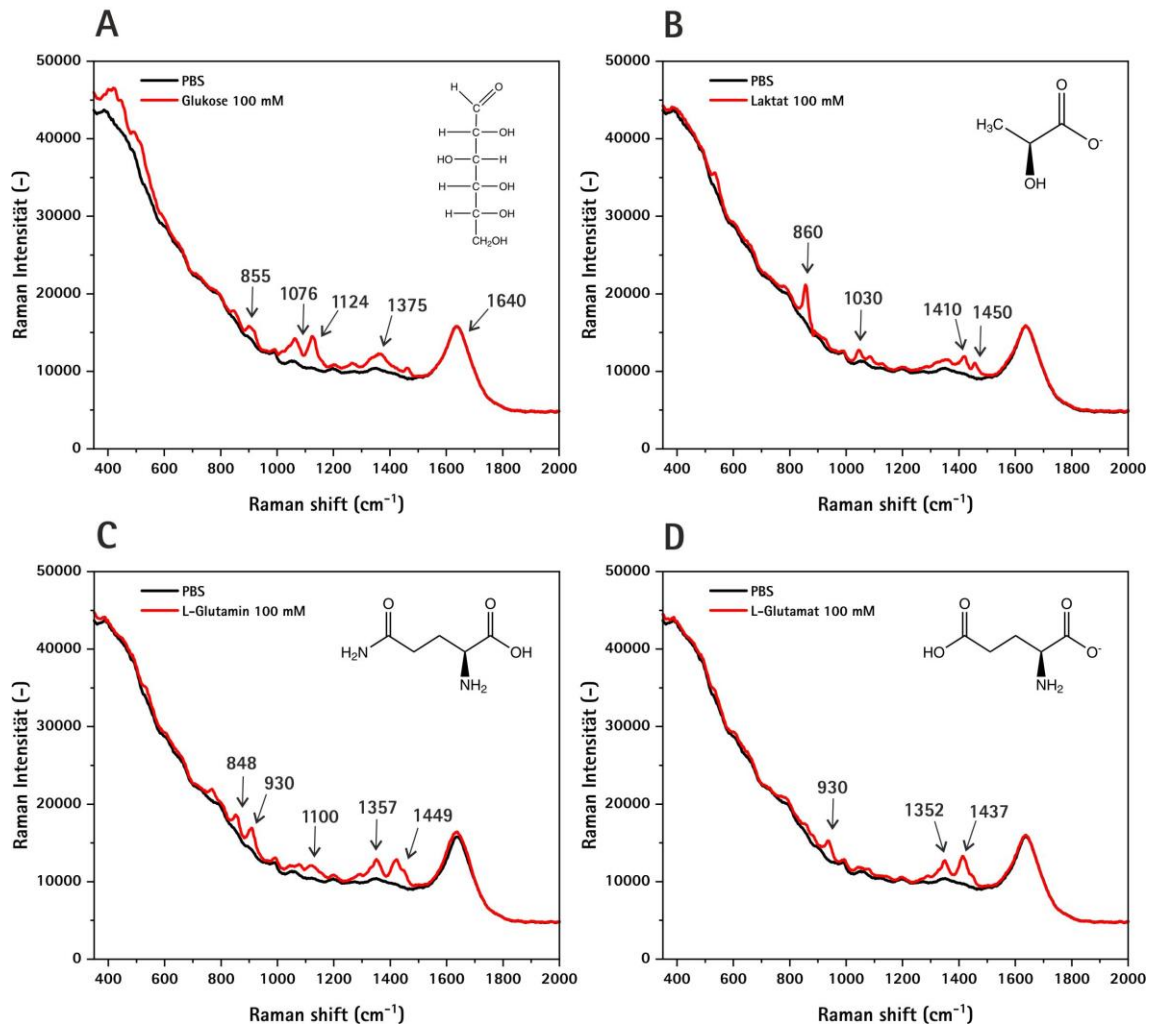 A
50000
40000
30000
20000
10000
0
Raman Intensität (–)
PBS
Glukose 100 mM
H
O
C
H C OH
HO C H
H C OH
H C OH
CH₂OH
855
1076
1124
1375
1640
400 600 800 1000 1200 1400 1600 1800 2000
Raman shift (cm⁻¹)
B
50000
40000
30000
20000
10000
0
Raman Intensität (–)
PBS
Laktat 100 mM
O
H₃C
O⁻
OH
860
1030
1410
1450
400 600 800 1000 1200 1400 1600 1800 2000
Raman shift (cm⁻¹)
C
50000
40000
30000
20000
10000
0
Raman Intensität (–)
PBS
L-Glutamin 100 mM
O O
H₂N OH
NH₂
848
930
1100
1357
1449
400 600 800 1000 1200 1400 1600 1800 2000
Raman shift (cm⁻¹)
D
50000
40000
30000
20000
10000
0
Raman Intensität (–)
PBS
L-Glutamat 100 mM
O O
HO O⁻
NH₂
930
1352
1437
400 600 800 1000 1200 1400 1600 1800 2000
Raman shift (cm⁻¹)